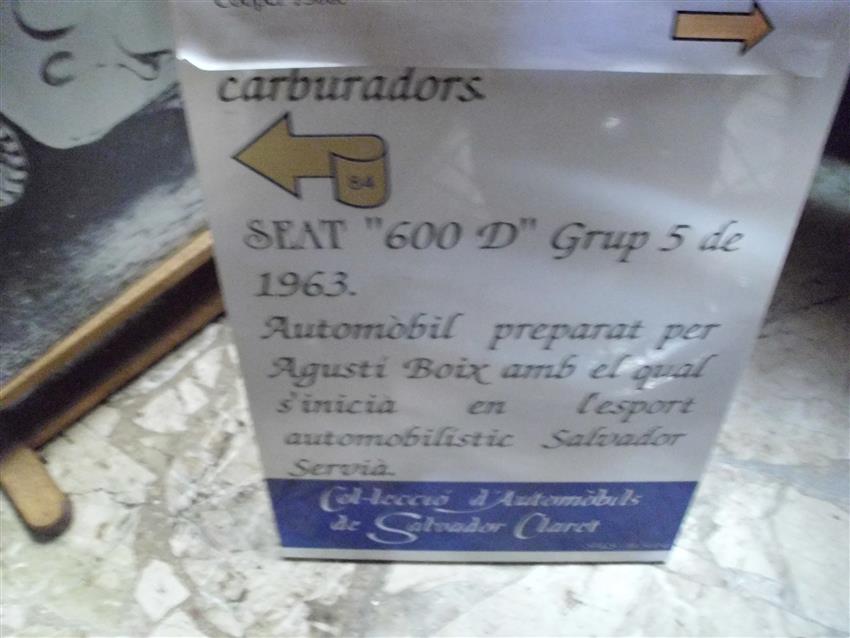 carburadors.
84
SEAT "600 D" Grup 5 de
1963.
Automòbil preparat per
Agustí Boix amb el qual
s'inicià en l'esport
automobilístic Salvador
Servià.
Col·lecció d'Automòbils
de Salvador Claret